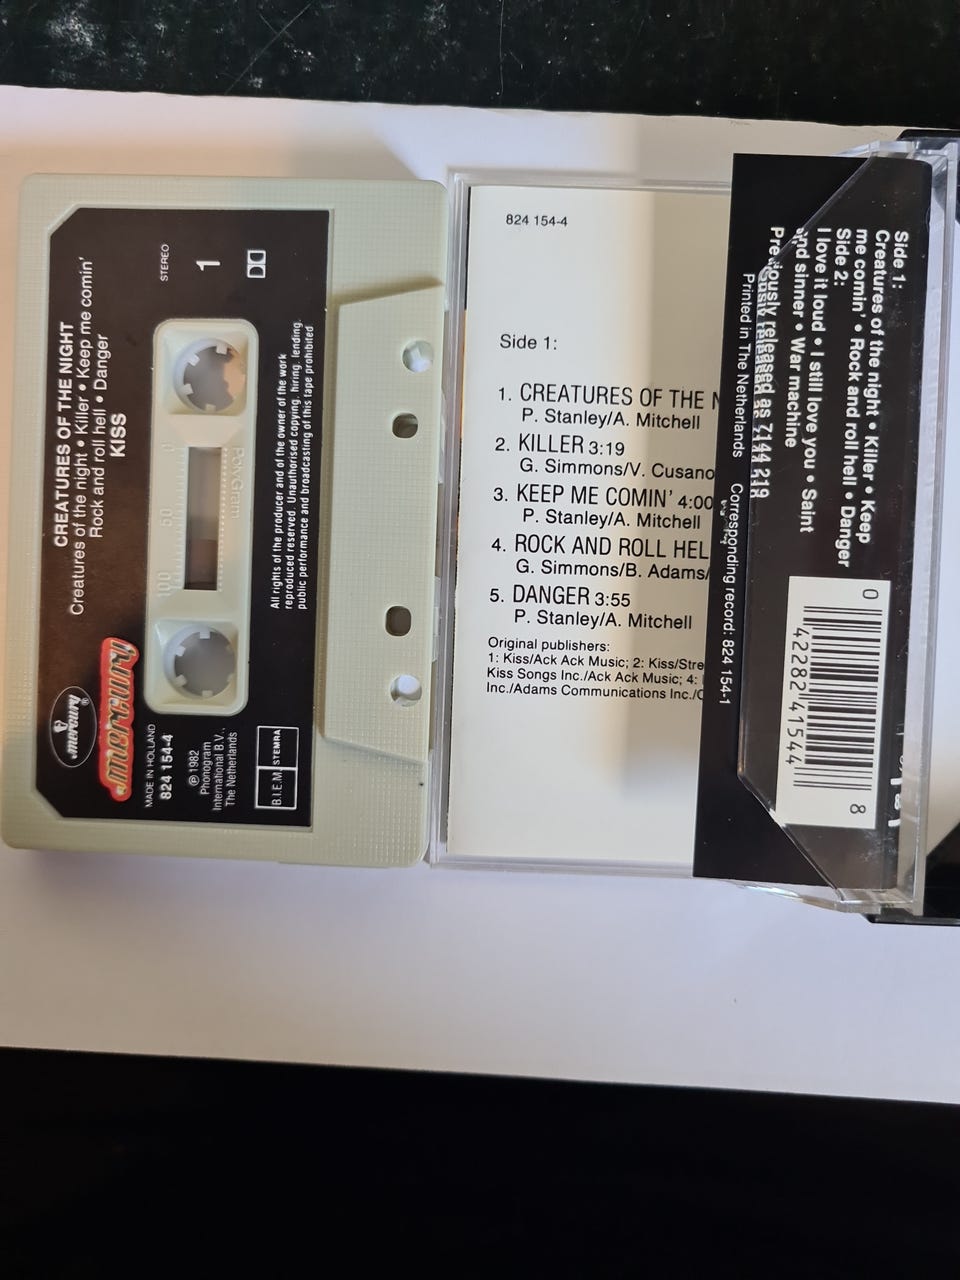 CREATURES OF THE NIGHT
Creatures of the night • Killer • Keep me comin'
Rock and roll hell • Danger
KISS
mercury
mercury
STEREO
1
MADE IN HOLLAND
824 154-4
℗ 1982
Phonogram
International B.V.,
The Netherlands
0
50
100
PolyGram
B.I.E.M.
STEMRA
All rights of the producer and of the owner of the work
reproduced reserved. Unauthorised copying, hiring, lending,
public performance and broadcasting of this tape prohibited
824 154-4
Side 1:
1. CREATURES OF THE N
P. Stanley/A. Mitchell
2. KILLER 3:19
G. Simmons/V. Cusano
3. KEEP ME COMIN' 4:00
P. Stanley/A. Mitchell
4. ROCK AND ROLL HEL
G. Simmons/B. Adams/
5. DANGER 3:55
P. Stanley/A. Mitchell
Original publishers:
1: Kiss/Ack Ack Music; 2: Kiss/Stre
Kiss Songs Inc./Ack Ack Music; 4:
Inc./Adams Communications Inc./
Side 1:
Creatures of the night • Killer • Keep
me comin' • Rock and roll hell • Danger
Side 2:
I love it loud • I still love you • Saint
and sinner • War machine
Previously released as 7144 219
Printed in The Netherlands Corresponding record: 824 154-1
0 42282 41544 8